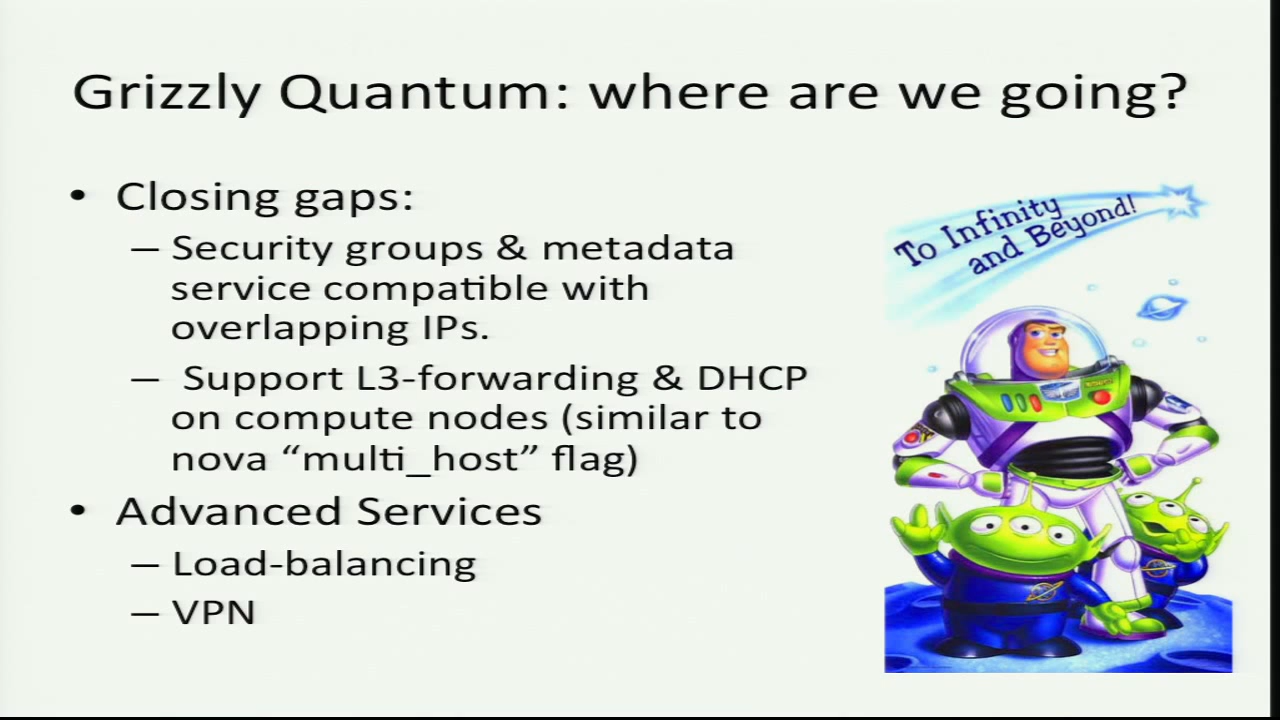 Grizzly Quantum: where are we going?
• Closing gaps:
– Security groups & metadata
service compatible with
overlapping IPs.
– Support L3-forwarding & DHCP
on compute nodes (similar to
nova “multi_host” flag)
• Advanced Services
– Load-balancing
– VPN
To Infinity
and Beyond!